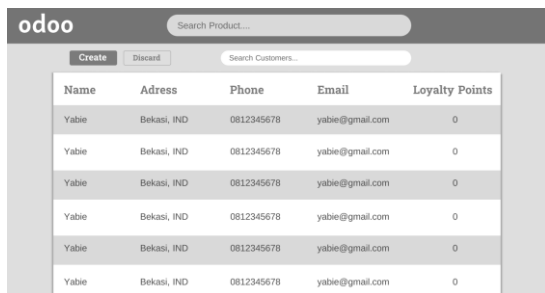 odoo Search Product....
Create Discard Search Customers...
Name Adress Phone Email Loyalty Points
Yabie Bekasi, IND 0812345678 yabie@gmail.com 0
Yabie Bekasi, IND 0812345678 yabie@gmail.com 0
Yabie Bekasi, IND 0812345678 yabie@gmail.com 0
Yabie Bekasi, IND 0812345678 yabie@gmail.com 0
Yabie Bekasi, IND 0812345678 yabie@gmail.com 0
Yabie Bekasi, IND 0812345678 yabie@gmail.com 0